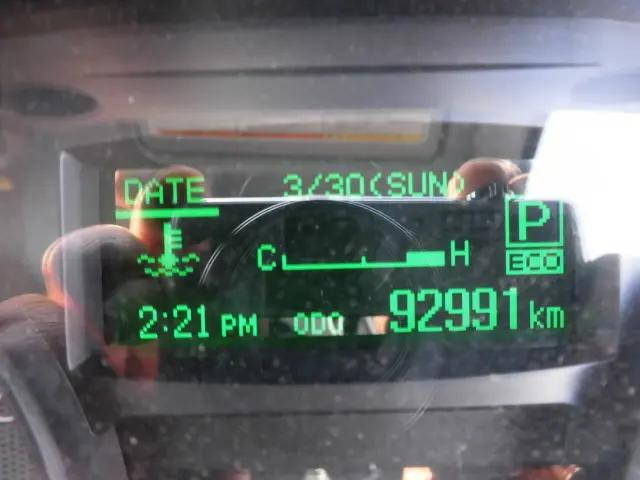 DATE 3/30(SUN)
P
C H ECO
2:21 PM ODO 92991 km